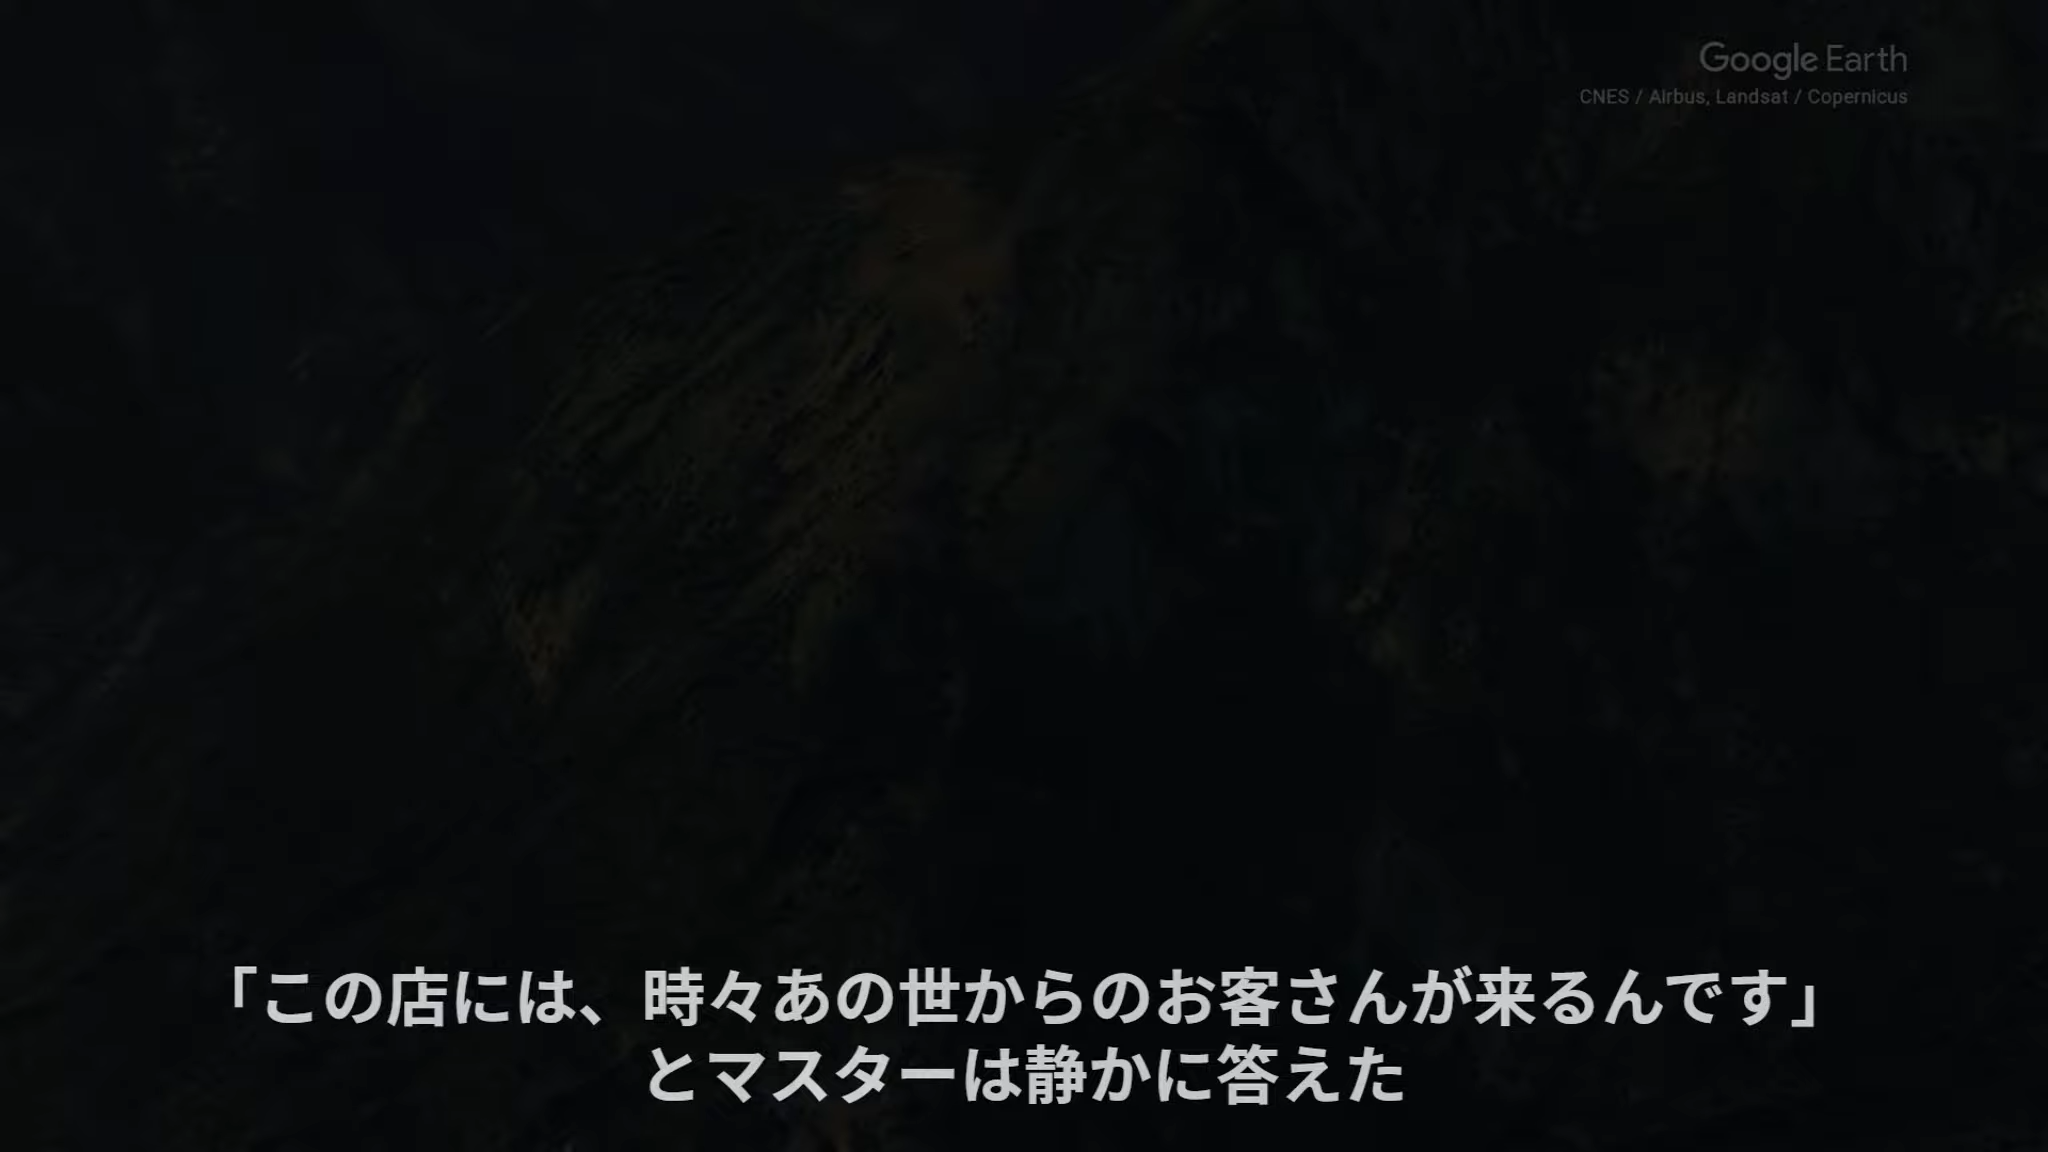 Google Earth
CNES / Airbus, Landsat / Copernicus
「この店には、時々あの世からのお客さんが来るんです」
とマスターは静かに答えた